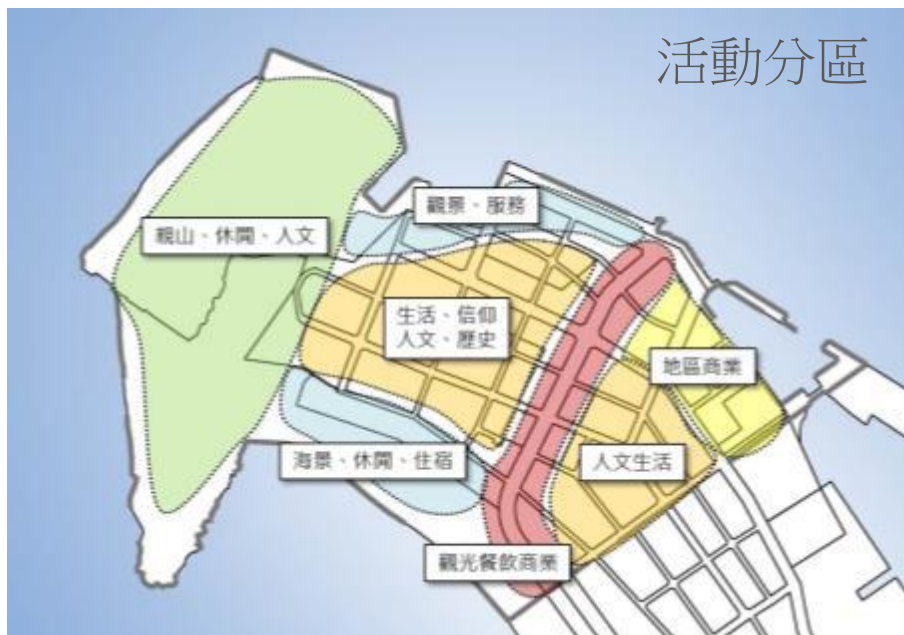 活動分區
觀景、服務
親山、休閒、人文
生活、信仰
人文、歷史
地區商業
海景、休閒、住宿
人文生活
觀光餐飲商業